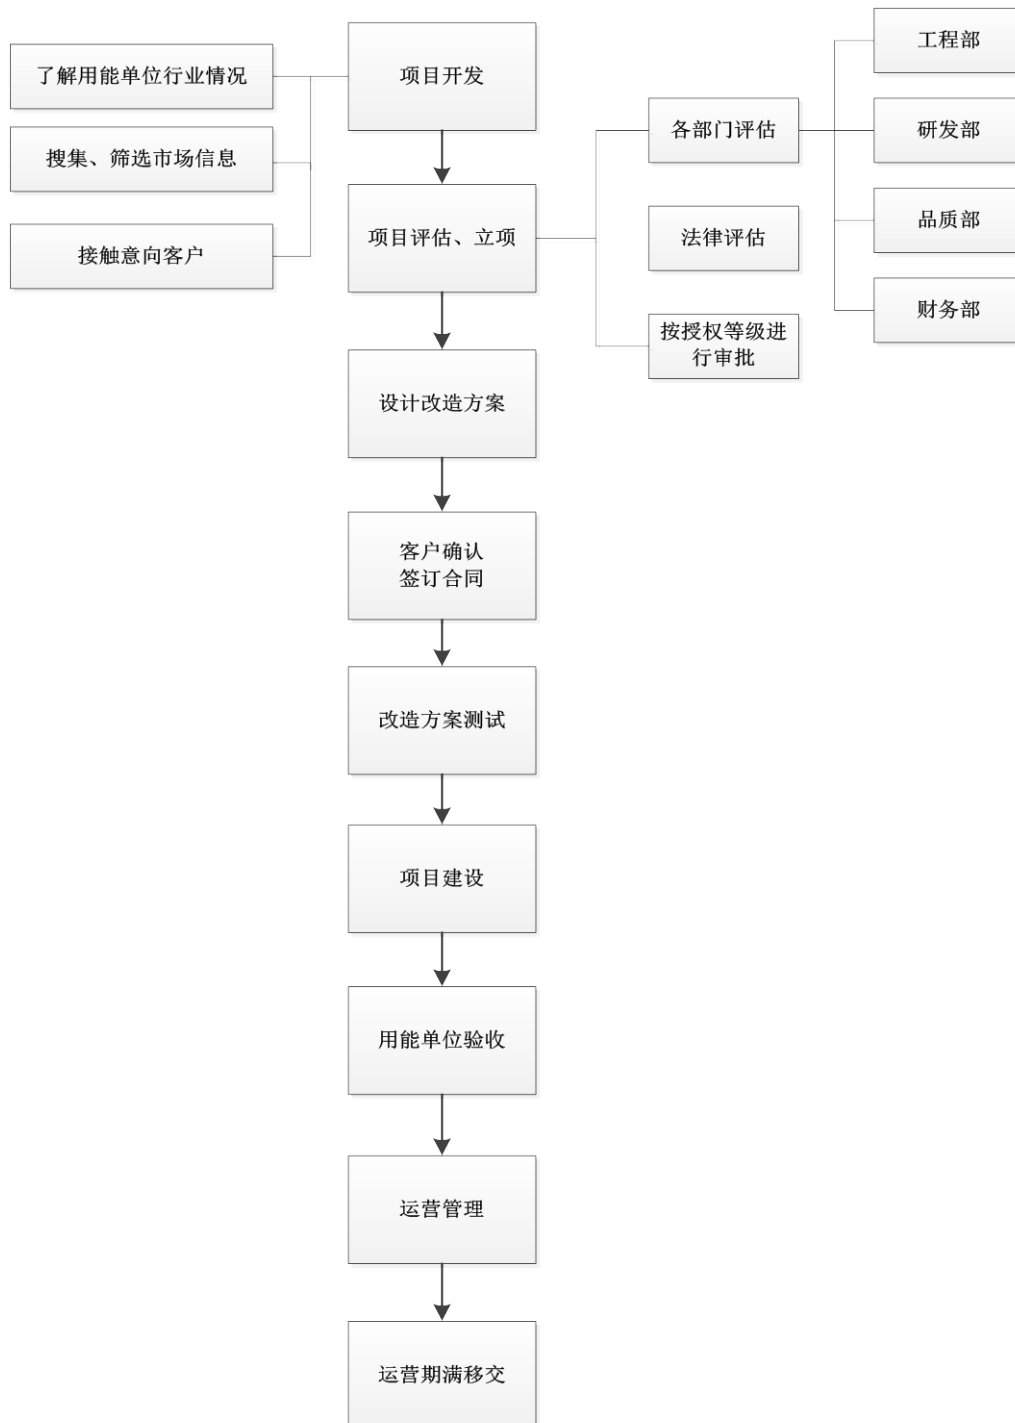 了解用能单位行业情况
搜集、筛选市场信息
接触意向客户
项目开发
项目评估、立项
各部门评估
法律评估
按授权等级进
行审批
工程部
研发部
品质部
财务部
设计改造方案
客户确认
签订合同
改造方案测试
项目建设
用能单位验收
运营管理
运营期满移交